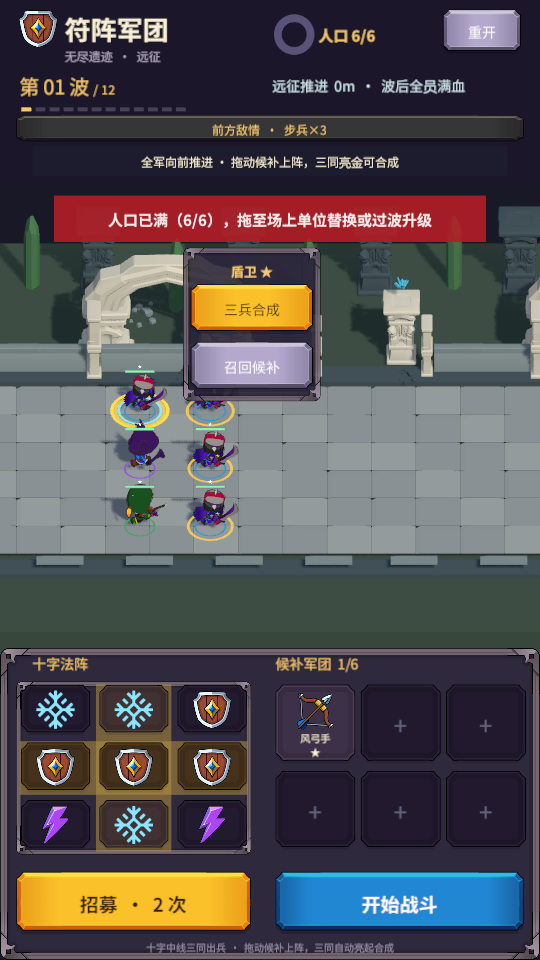 符阵军团
无尽遗迹 · 远征
人口 6/6
重开
第 01 波 / 12
远征推进 0m · 波后全员满血
前方敌情 · 步兵×3
全军向前推进 · 拖动候补上阵，三同亮金可合成
人口已满（6/6），拖至场上单位替换或过波升级
盾卫 ★
三兵合成
召回候补
十字法阵
候补军团 1/6
风弓手
★
招募 · 2 次
开始战斗
十字中线三同出兵 · 拖动候补上阵，三同自动亮起合成